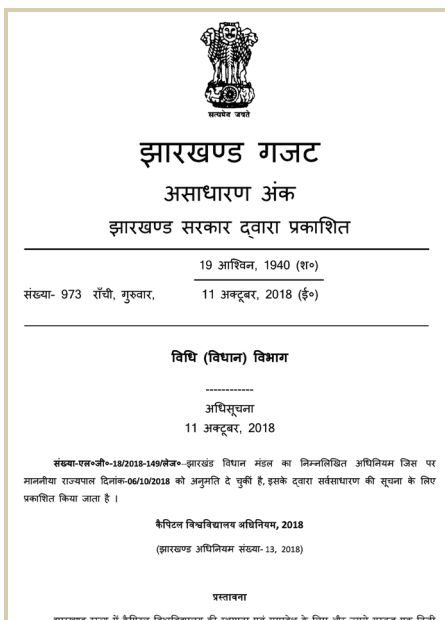 सत्यमेव जयते
झारखण्ड गजट
असाधारण अंक
झारखण्ड सरकार द्वारा प्रकाशित
19 आश्विन, 1940 (श०)
संख्या- 973 राँची, गुरुवार, 11 अक्टूबर, 2018 (ई०)
विधि (विधान) विभाग
------------
अधिसूचना
11 अक्टूबर, 2018
संख्या-एल०जी०-18/2018-149/लेज०--झारखंड विधान मंडल का निम्नलिखित अधिनियम जिस पर
माननीया राज्यपाल दिनांक-06/10/2018 को अनुमति दे चुकीं है, इसके द्वारा सर्वसाधारण की सूचना के लिए
प्रकाशित किया जाता है ।
कैपिटल विश्वविद्यालय अधिनियम, 2018
(झारखण्ड अधिनियम संख्या- 13, 2018)
प्रस्तावना